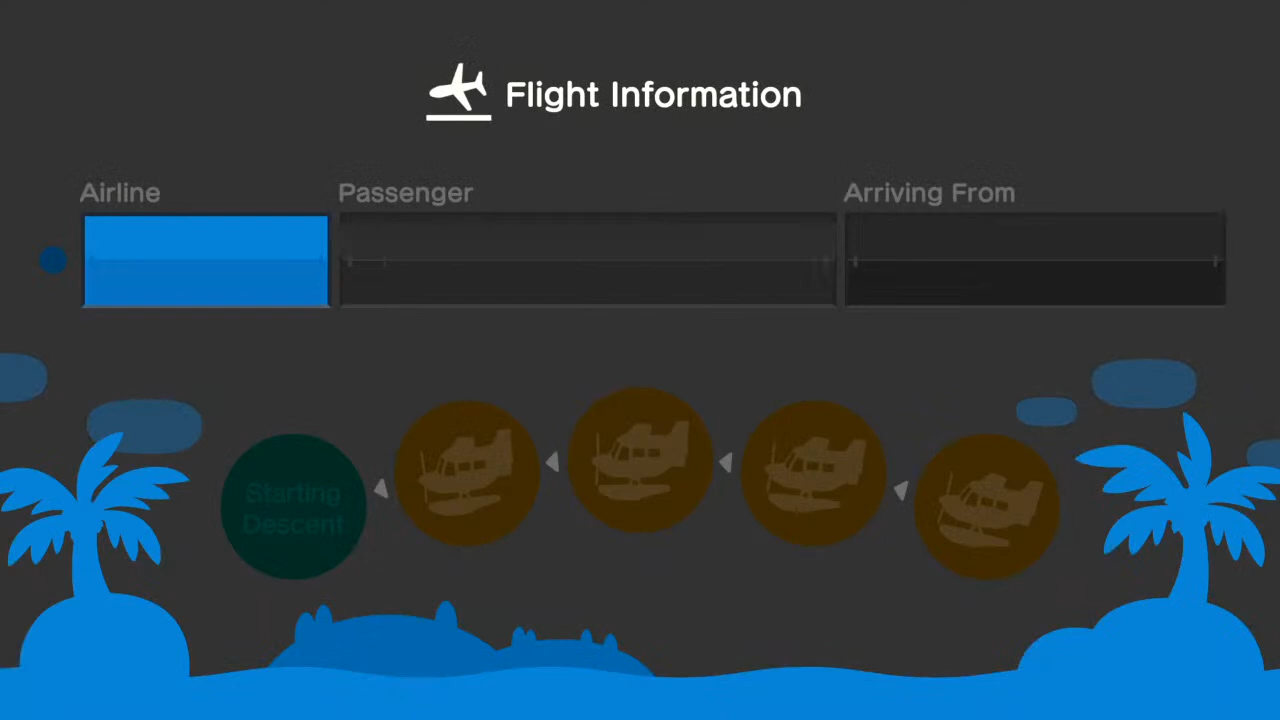 Flight Information
Airline
Passenger
Arriving From
Starting
Descent